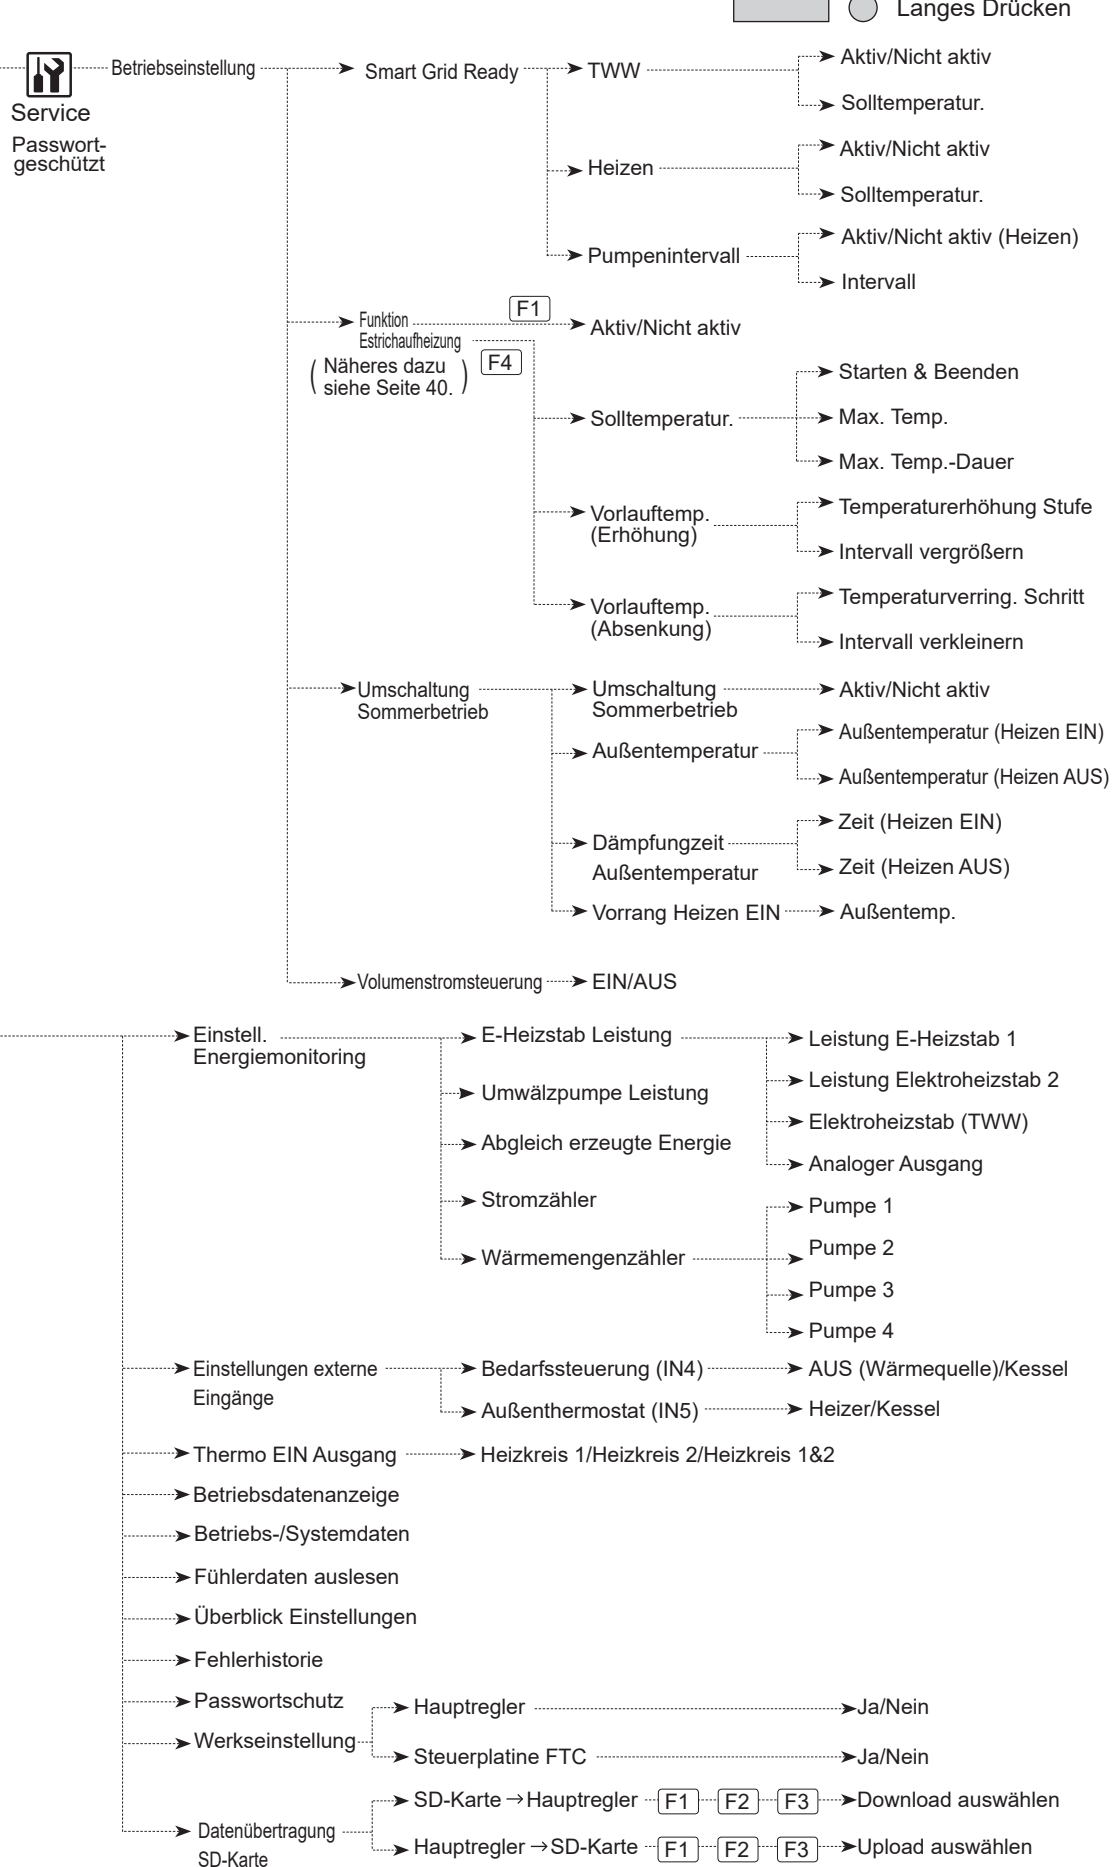 Langes Drücken
Service
Passwort-
geschützt
Betriebseinstellung
Smart Grid Ready
TWW
Aktiv/Nicht aktiv
Solltemperatur.
Heizen
Aktiv/Nicht aktiv
Solltemperatur.
Pumpenintervall
Aktiv/Nicht aktiv (Heizen)
Intervall
Funktion
Estrichaufheizung
(Näheres dazu
siehe Seite 40.)
F1
Aktiv/Nicht aktiv
F4
Solltemperatur.
Starten & Beenden
Max. Temp.
Max. Temp.-Dauer
Vorlauftemp.
(Erhöhung)
Temperaturerhöhung Stufe
Intervall vergrößern
Vorlauftemp.
(Absenkung)
Temperaturverring. Schritt
Intervall verkleinern
Umschaltung
Sommerbetrieb
Umschaltung
Sommerbetrieb
Aktiv/Nicht aktiv
Außentemperatur
Außentemperatur (Heizen EIN)
Außentemperatur (Heizen AUS)
Dämpfungzeit
Außentemperatur
Zeit (Heizen EIN)
Zeit (Heizen AUS)
Vorrang Heizen EIN
Außentemp.
Volumenstromsteuerung
EIN/AUS
Einstell.
Energiemonitoring
E-Heizstab Leistung
Leistung E-Heizstab 1
Leistung Elektroheizstab 2
Elektroheizstab (TWW)
Analoger Ausgang
Umwälzpumpe Leistung
Abgleich erzeugte Energie
Stromzähler
Wärmemengenzähler
Pumpe 1
Pumpe 2
Pumpe 3
Pumpe 4
Einstellungen externe
Eingänge
Bedarfssteuerung (IN4)
AUS (Wärmequelle)/Kessel
Außenthermostat (IN5)
Heizer/Kessel
Thermo EIN Ausgang
Heizkreis 1/Heizkreis 2/Heizkreis 1&2
Betriebsdatenanzeige
Betriebs-/Systemdaten
Fühlerdaten auslesen
Überblick Einstellungen
Fehlerhistorie
Passwortschutz
Werkseinstellung
Hauptregler
Ja/Nein
Steuerplatine FTC
Ja/Nein
Datenübertragung
SD-Karte
SD-Karte → Hauptregler F1 F2 F3 Download auswählen
Hauptregler → SD-Karte F1 F2 F3 Upload auswählen